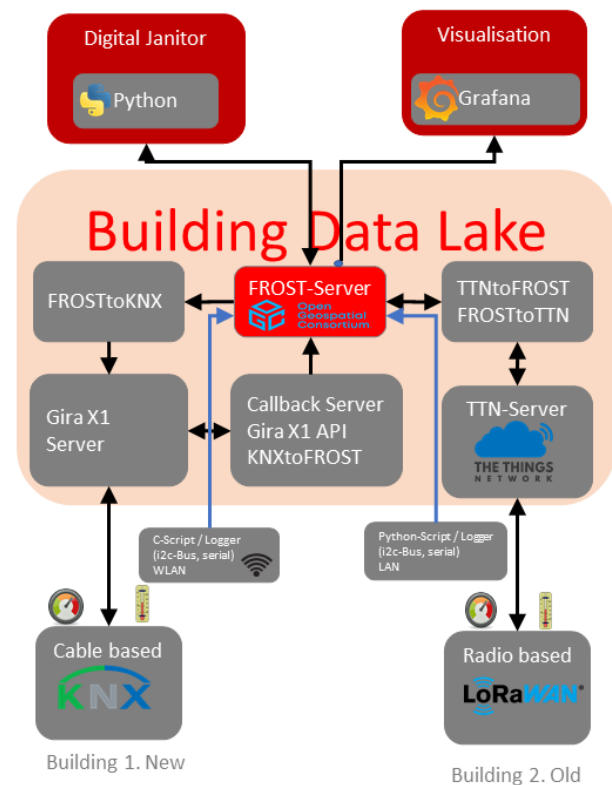 Digital Janitor
Python
Visualisation
Grafana
Building Data Lake
FROSTtoKNX
FROST-Server
Open
Geospatial
Consortium.
TTNtoFROST
FROSTtoTTN
Gira X1
Server
Callback Server
Gira X1 API
KNXtoFROST
TTN-Server
THE THINGS
NETWORK
C-Script / Logger
(i2c-Bus, serial)
WLAN
Python-Script / Logger
(i2c-Bus, serial)
LAN
Cable based
KNX
Radio based
LoRaWAN
Building 1. New
Building 2. Old